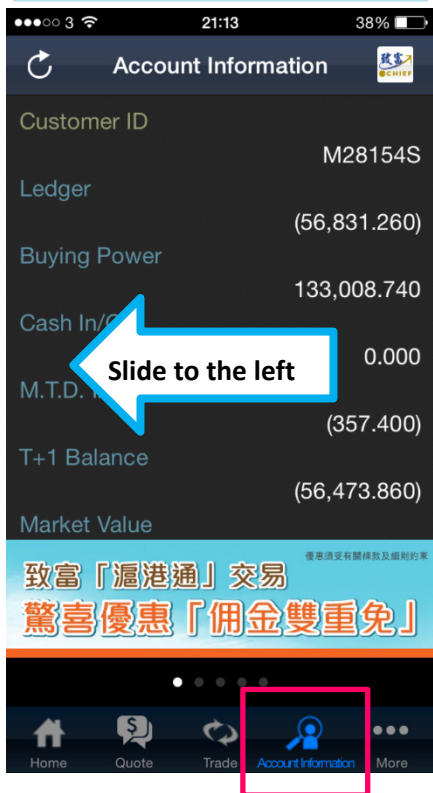 3 21:13 38%
Account Information
致富
CHIEF
Customer ID
M28154S
Ledger
(56,831.260)
Buying Power
133,008.740
Cash In/
0.000
Slide to the left
M.T.D.
(357.400)
T+1 Balance
(56,473.860)
Market Value
優惠須受有關條款及細則約束
致富「滬港通」交易
驚喜優惠「佣金雙重免」
Home Quote Trade Account Information More